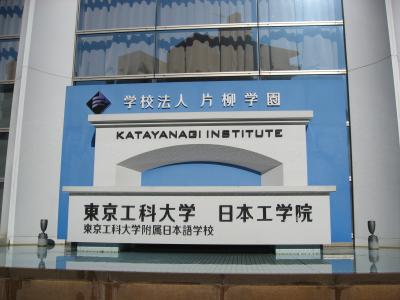 学校法人 片柳学園
KATAYANAGI INSTITUTE
東京工科大学 日本工学院
東京工科大学附属日本語学校